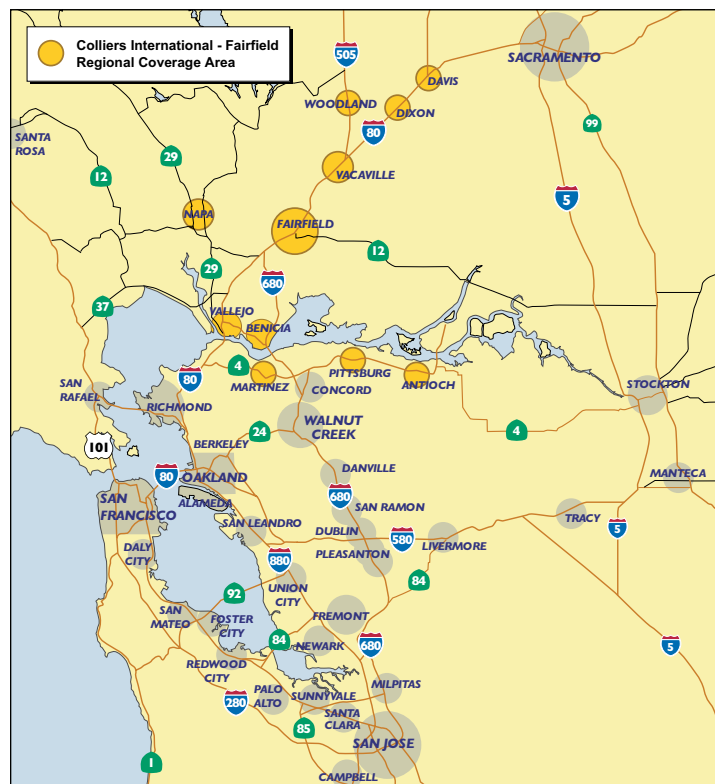 Colliers International - Fairfield
Regional Coverage Area
505
SACRAMENTO
DAVIS
WOODLAND
DIXON
80
99
SANTA
ROSA
29
12
VACAVILLE
5
NAPA
FAIRFIELD
12
29
680
37
VALLEJO
BENICIA
4
PITTSBURG
80
MARTINEZ
ANTIOCH
CONCORD
SAN
RAFAEL
STOCKTON
RICHMOND
WALNUT
CREEK
24
4
101
BERKELEY
80
OAKLAND
DANVILLE
MANTECA
680
SAN
FRANCISCO
ALAMEDA
SAN RAMON
SAN LEANDRO
TRACY
DUBLIN
580
LIVERMORE
5
DALY
CITY
PLEASANTON
880
84
UNION
CITY
92
SAN
MATEO
FOSTER
CITY
FREMONT
84
NEWARK
680
5
REDWOOD
CITY
MILPITAS
280
PALO
ALTO
SUNNYVALE
SANTA
CLARA
85
SAN JOSE
1
CAMPBELL